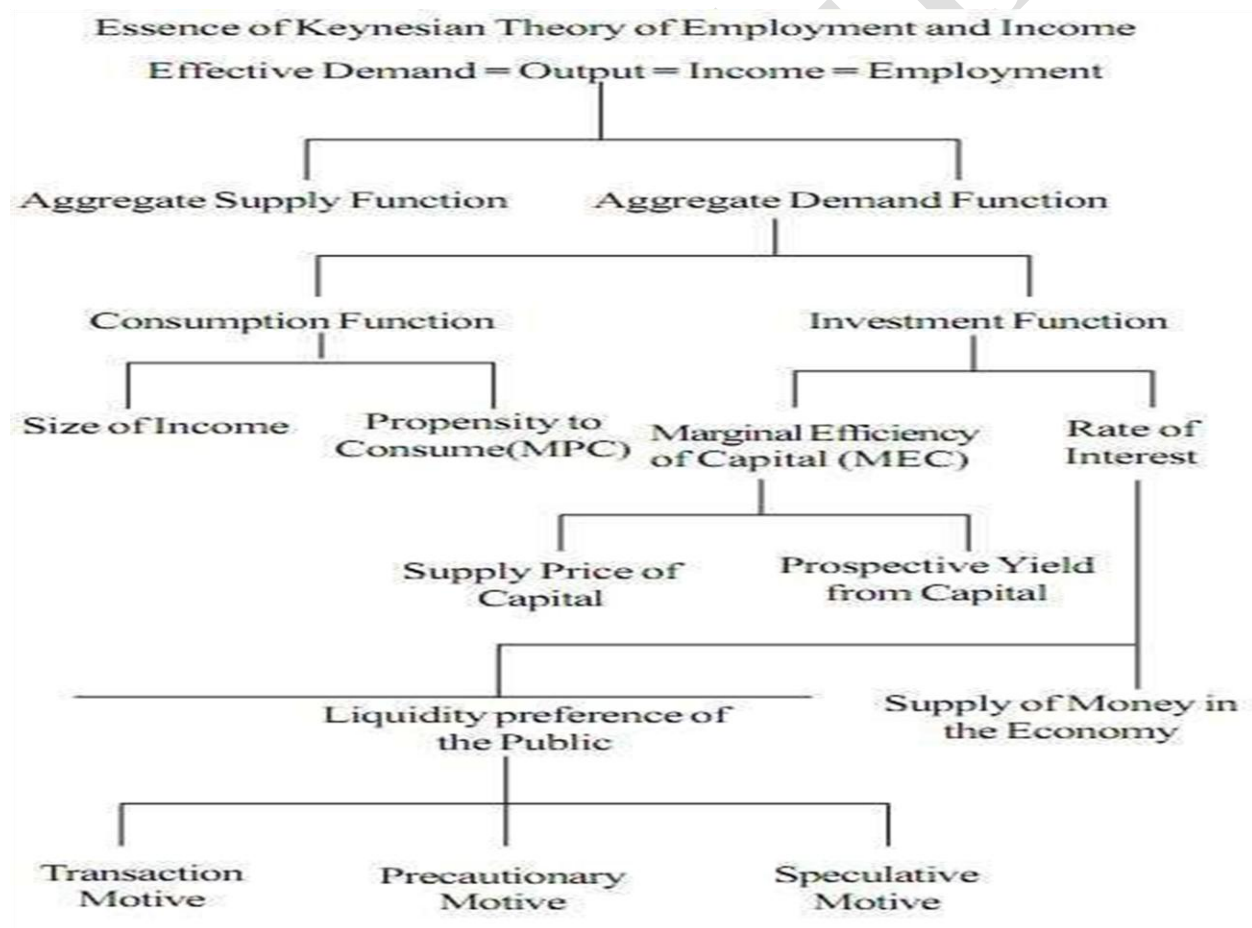 Essence of Keynesian Theory of Employment and Income
Effective Demand = Output = Income = Employment
Aggregate Supply Function
Aggregate Demand Function
Consumption Function
Investment Function
Size of Income
Propensity to
Consume(MPC)
Marginal Efficiency
of Capital (MEC)
Rate of
Interest
Supply Price of
Capital
Prospective Yield
from Capital
Liquidity preference of
the Public
Supply of Money in
the Economy
Transaction
Motive
Precautionary
Motive
Speculative
Motive